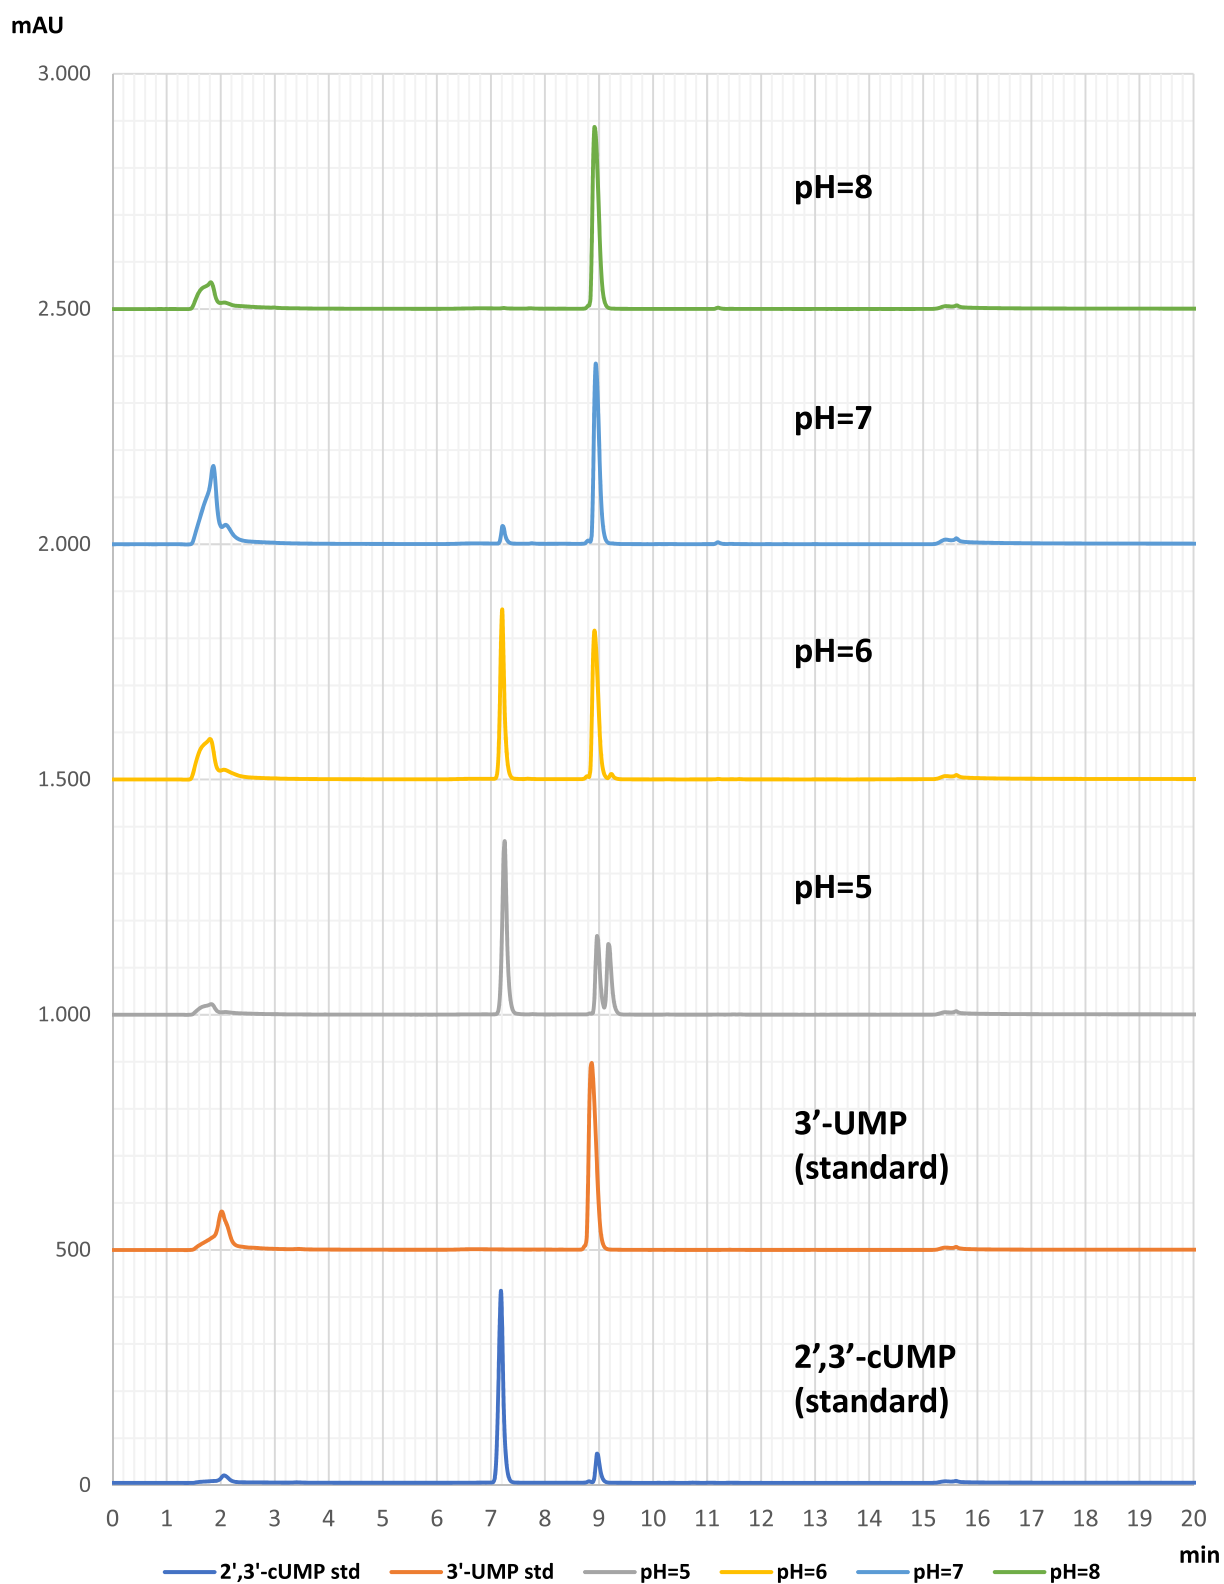 mAU
3.000
pH=8
2.500
pH=7
2.000
pH=6
1.500
pH=5
1.000
3’-UMP
(standard)
500
2’,3’-cUMP
(standard)
0
0 1 2 3 4 5 6 7 8 9 10 11 12 13 14 15 16 17 18 19 20
min
2',3'-cUMP std 3'-UMP std pH=5 pH=6 pH=7 pH=8